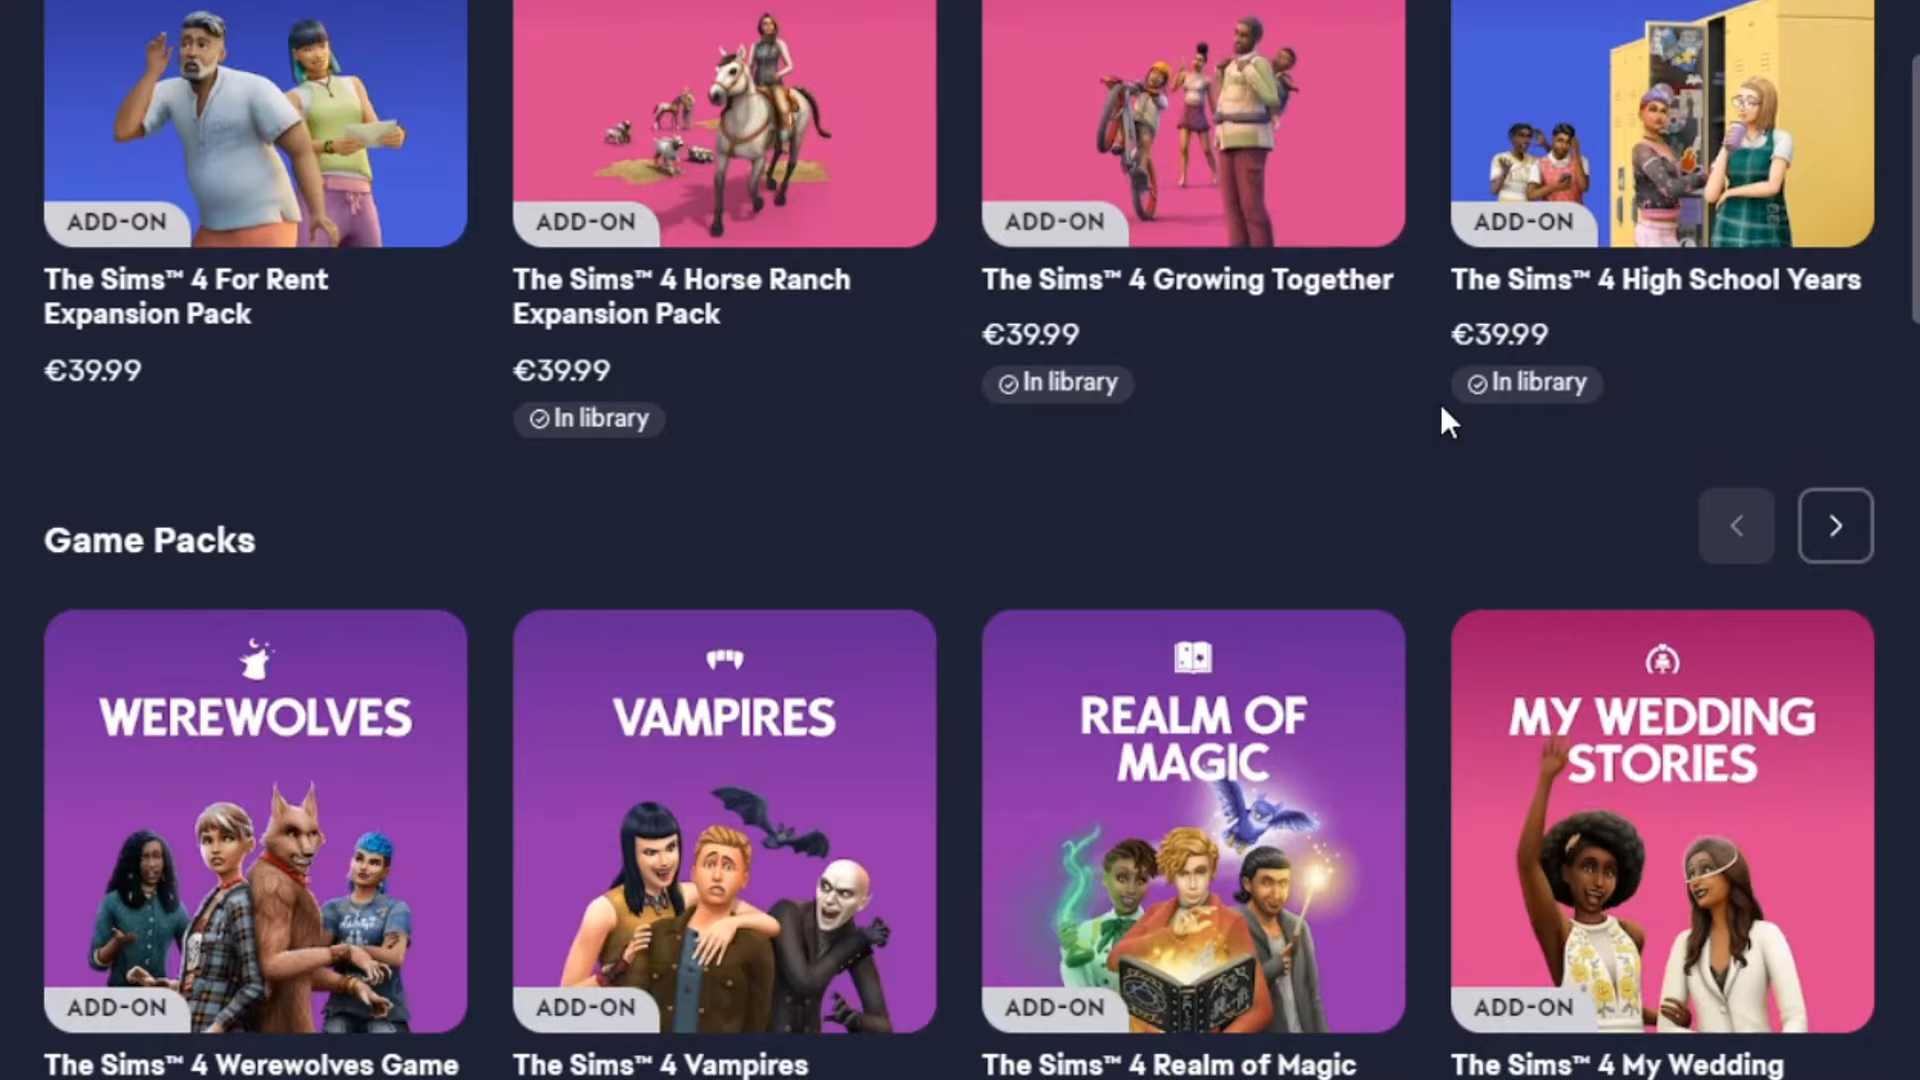 ADD-ON
ADD-ON
ADD-ON
ADD-ON
The Sims™ 4 For Rent
Expansion Pack
€39.99
The Sims™ 4 Horse Ranch
Expansion Pack
€39.99
In library
The Sims™ 4 Growing Together
€39.99
In library
The Sims™ 4 High School Years
€39.99
In library
Game Packs
WEREWOLVES
ADD-ON
The Sims™ 4 Werewolves Game
VAMPIRES
ADD-ON
The Sims™ 4 Vampires
REALM OF
MAGIC
ADD-ON
The Sims™ 4 Realm of Magic
MY WEDDING
STORIES
ADD-ON
The Sims™ 4 My Wedding